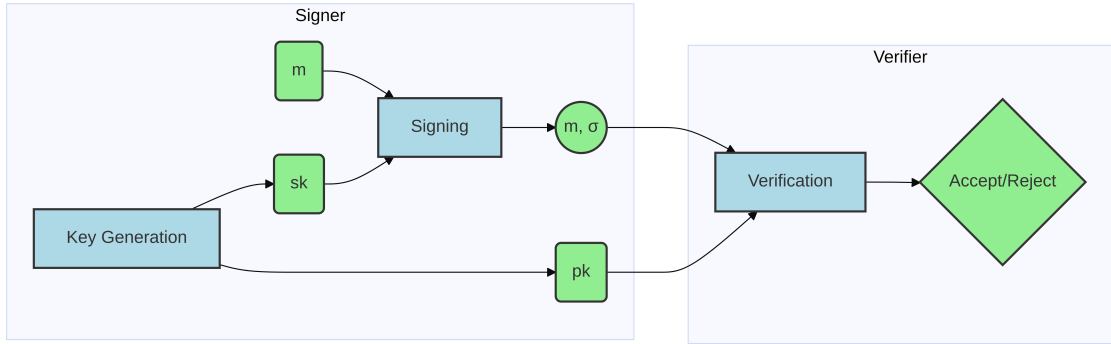 Signer
m
Signing
m, σ
sk
Key Generation
pk
Verifier
Verification
Accept/Reject